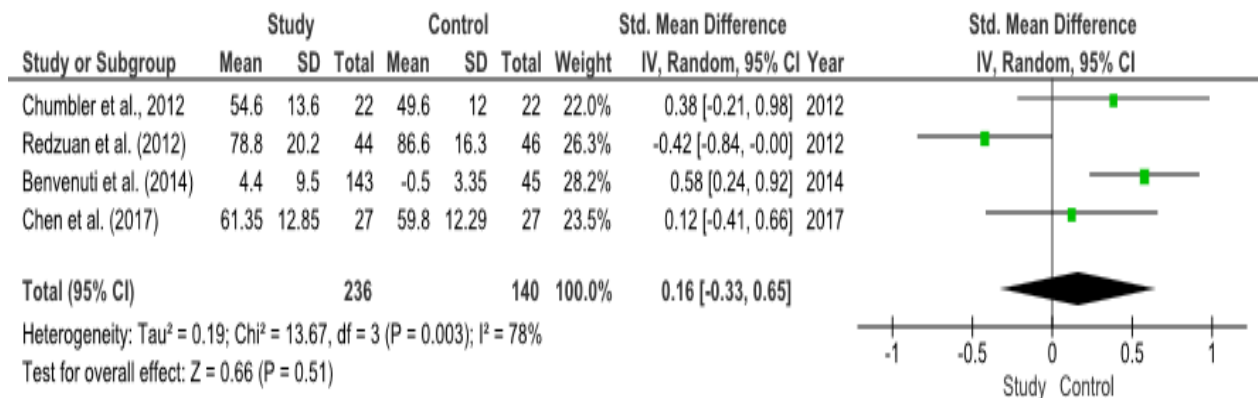 Study Control Std. Mean Difference Std. Mean Difference
Study or Subgroup Mean SD Total Mean SD Total Weight IV, Random, 95% CI Year IV, Random, 95% CI
Chumbler et al., 2012 54.6 13.6 22 49.6 12 22 22.0% 0.38 [-0.21, 0.98] 2012
Redzuan et al. (2012) 78.8 20.2 44 86.6 16.3 46 26.3% -0.42 [-0.84, -0.00] 2012
Benvenuti et al. (2014) 4.4 9.5 143 -0.5 3.35 45 28.2% 0.58 [0.24, 0.92] 2014
Chen et al. (2017) 61.35 12.85 27 59.8 12.29 27 23.5% 0.12 [-0.41, 0.66] 2017
Total (95% CI) 236 140 100.0% 0.16 [-0.33, 0.65]
Heterogeneity: Tau² = 0.19; Chi² = 13.67, df = 3 (P = 0.003); I² = 78%
Test for overall effect: Z = 0.66 (P = 0.51)
-1 -0.5 0 0.5 1
Study Control